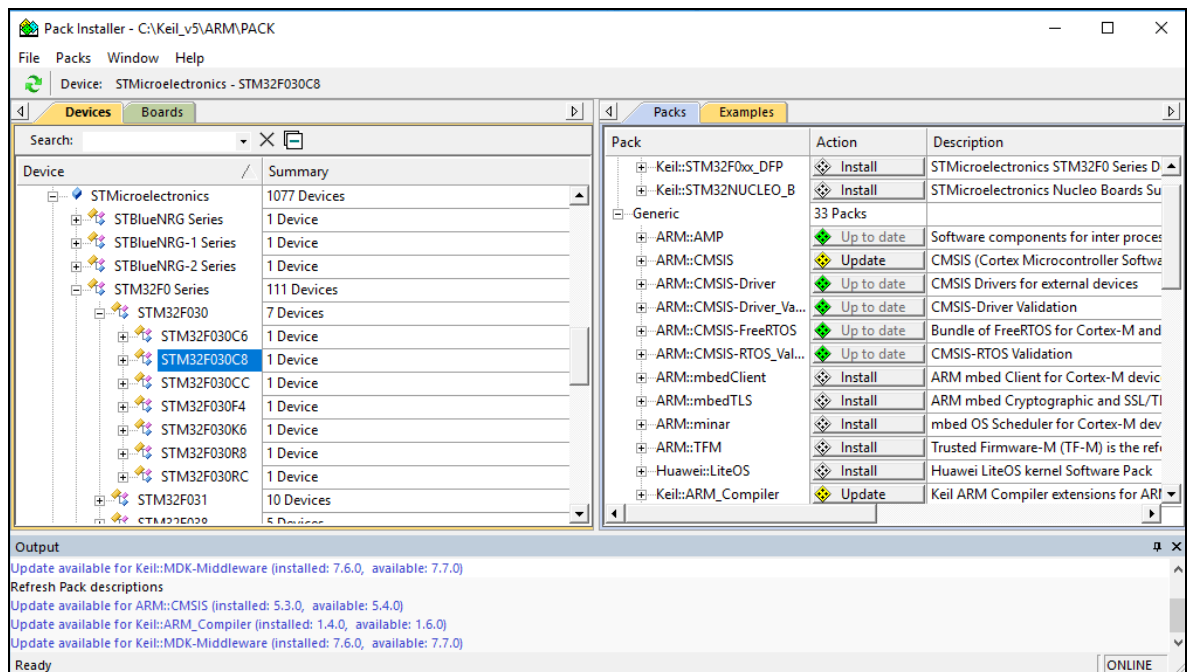 Pack Installer - C:\Keil_v5\ARM\PACK
File Packs Window Help
Device: STMicroelectronics - STM32F030C8
Devices Boards
Search:
Device Summary
STMicroelectronics 1077 Devices
STBlueNRG Series 1 Device
STBlueNRG-1 Series 1 Device
STBlueNRG-2 Series 1 Device
STM32F0 Series 111 Devices
STM32F030 7 Devices
STM32F030C6 1 Device
STM32F030C8 1 Device
STM32F030CC 1 Device
STM32F030F4 1 Device
STM32F030K6 1 Device
STM32F030R8 1 Device
STM32F030RC 1 Device
STM32F031 10 Devices
STM32F038 5 Devices
Packs Examples
Pack Action Description
Keil::STM32F0xx_DFP Install STMicroelectronics STM32F0 Series D
Keil::STM32NUCLEO_B Install STMicroelectronics Nucleo Boards Su
Generic 33 Packs
ARM::AMP Up to date Software components for inter proces
ARM::CMSIS Update CMSIS (Cortex Microcontroller Softwa
ARM::CMSIS-Driver Up to date CMSIS Drivers for external devices
ARM::CMSIS-Driver_Va... Up to date CMSIS-Driver Validation
ARM::CMSIS-FreeRTOS Up to date Bundle of FreeRTOS for Cortex-M and
ARM::CMSIS-RTOS_Val... Up to date CMSIS-RTOS Validation
ARM::mbedClient Install ARM mbed Client for Cortex-M devic
ARM::mbedTLS Install ARM mbed Cryptographic and SSL/Tl
ARM::minar Install mbed OS Scheduler for Cortex-M dev
ARM::TFM Install Trusted Firmware-M (TF-M) is the refe
Huawei::LiteOS Install Huawei LiteOS kernel Software Pack
Keil::ARM_Compiler Update Keil ARM Compiler extensions for ARI
Output
Update available for Keil::MDK-Middleware (installed: 7.6.0, available: 7.7.0)
Refresh Pack descriptions
Update available for ARM::CMSIS (installed: 5.3.0, available: 5.4.0)
Update available for Keil::ARM_Compiler (installed: 1.4.0, available: 1.6.0)
Update available for Keil::MDK-Middleware (installed: 7.6.0, available: 7.7.0)
Ready ONLINE